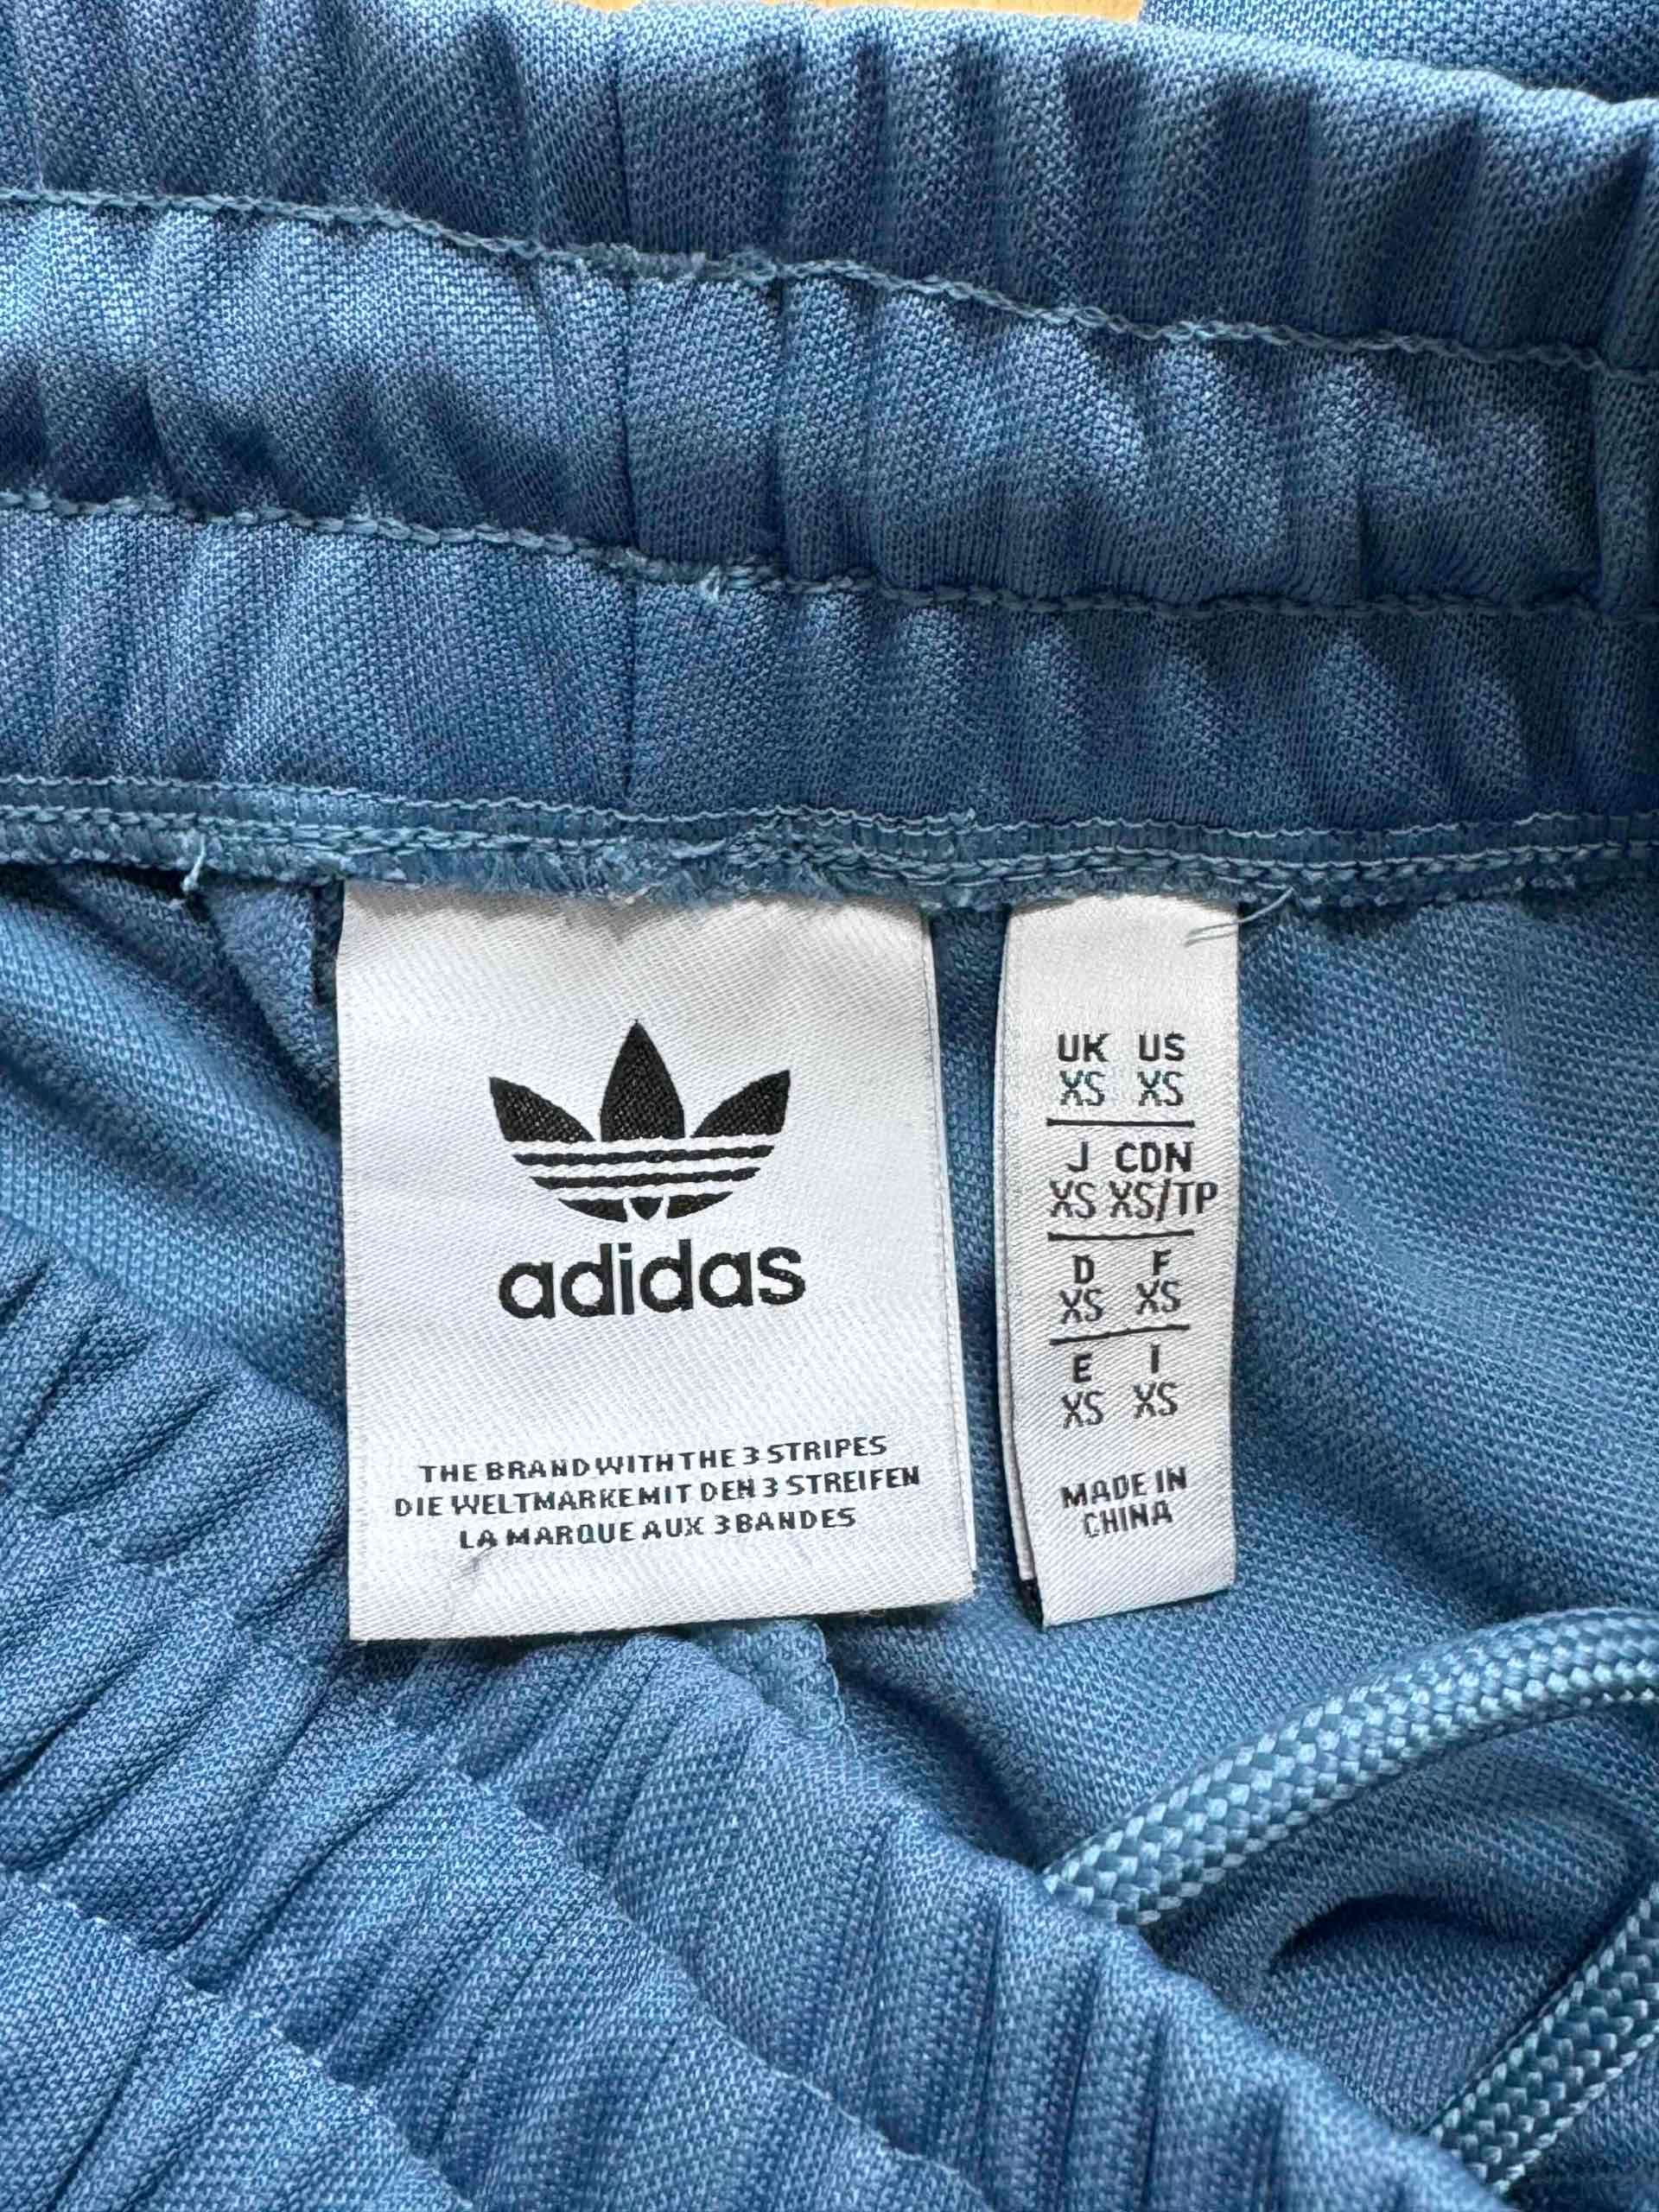 adidas
THE BRAND WITH THE 3 STRIPES
DIE WELTMARKE MIT DEN 3 STREIFEN
LA MARQUE AUX 3 BANDES
UK US
XS XS
J CDN
XS XS/TP
D F
XS XS
E I
XS XS
MADE IN
CHINA